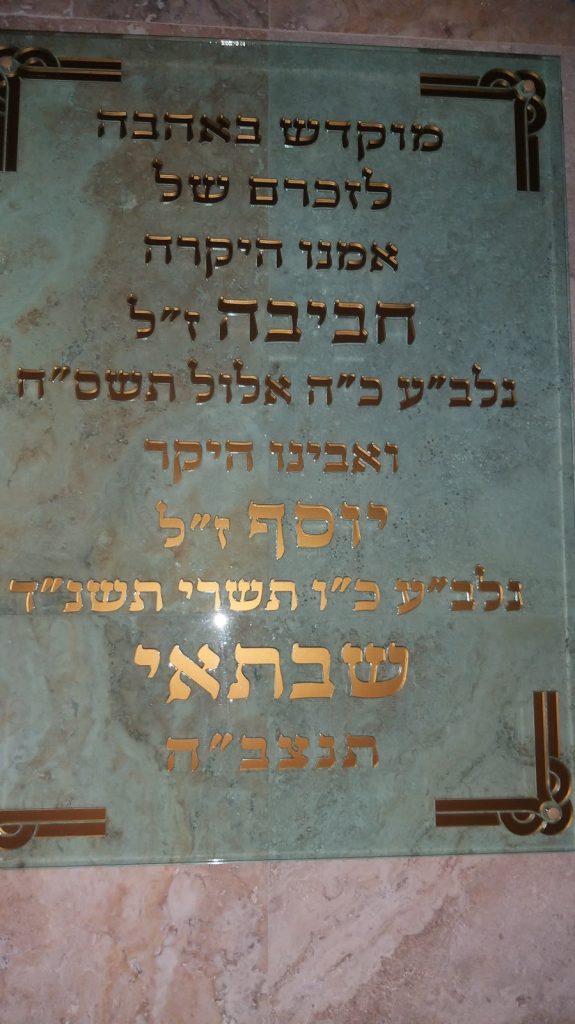 מוקדש באהבה
לזכרם של
אמנו היקרה
חביבה ז"ל
נלב"ע כ"ה אלול תשס"ח
ואבינו היקר
יוסף ז"ל
נלב"ע כ"ו תשרי תשנ"ד
שבתאי
תנצב"ה